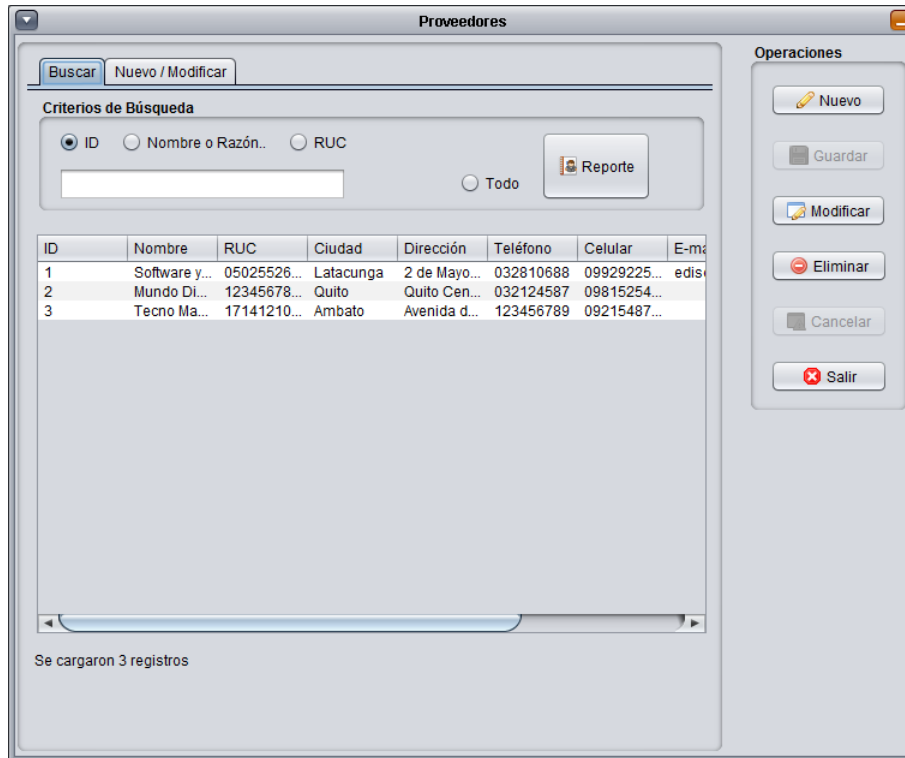 Proveedores
Buscar Nuevo / Modificar
Criterios de Búsqueda
ID Nombre o Razón.. RUC
Todo
Reporte
ID Nombre RUC Ciudad Dirección Teléfono Celular E-ma
1 Software y... 05025526... Latacunga 2 de Mayo... 032810688 09929225... edis
2 Mundo Di... 12345678... Quito Quito Cen... 032124587 09815254...
3 Tecno Ma... 17141210... Ambato Avenida d... 123456789 09215487...
Se cargaron 3 registros
Operaciones
Nuevo
Guardar
Modificar
Eliminar
Cancelar
Salir